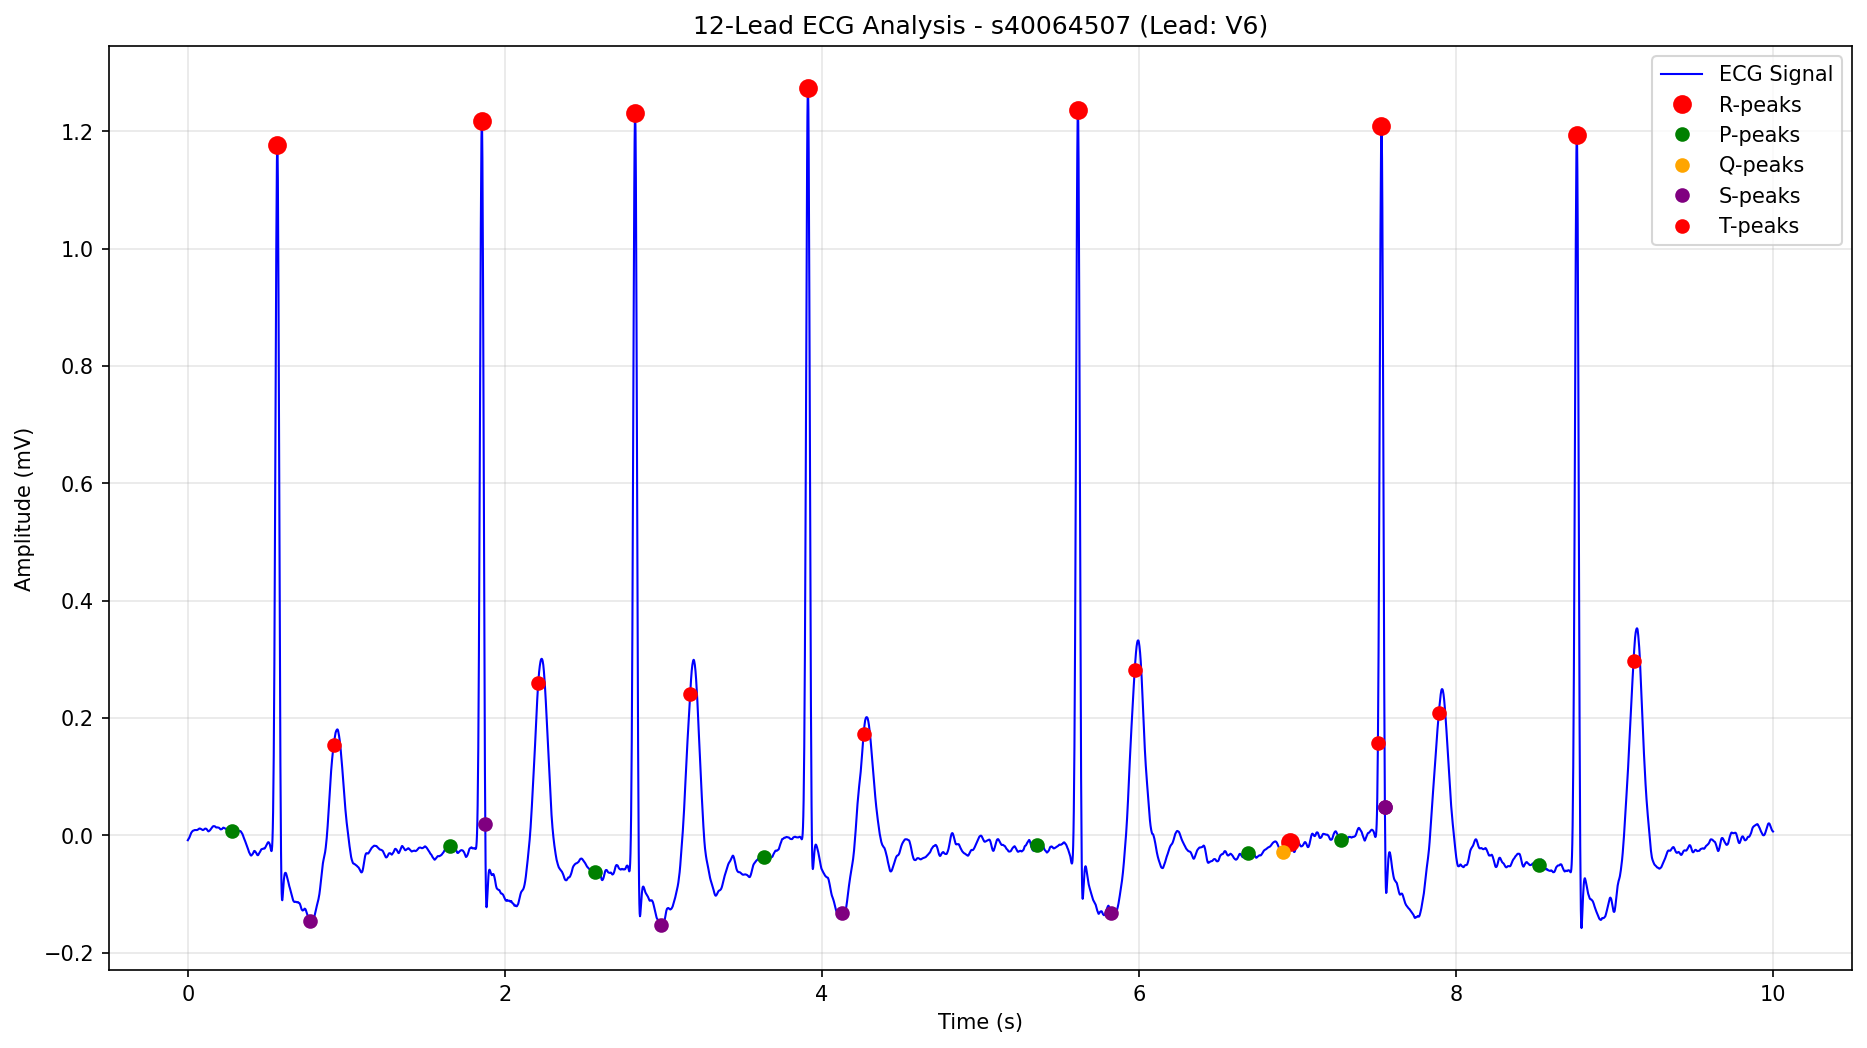 12-Lead ECG Analysis - s40064507 (Lead: V6)
ECG Signal
R-peaks
P-peaks
Q-peaks
S-peaks
T-peaks
Amplitude (mV)
1.2
1.0
0.8
0.6
0.4
0.2
0.0
−0.2
0 2 4 6 8 10
Time (s)